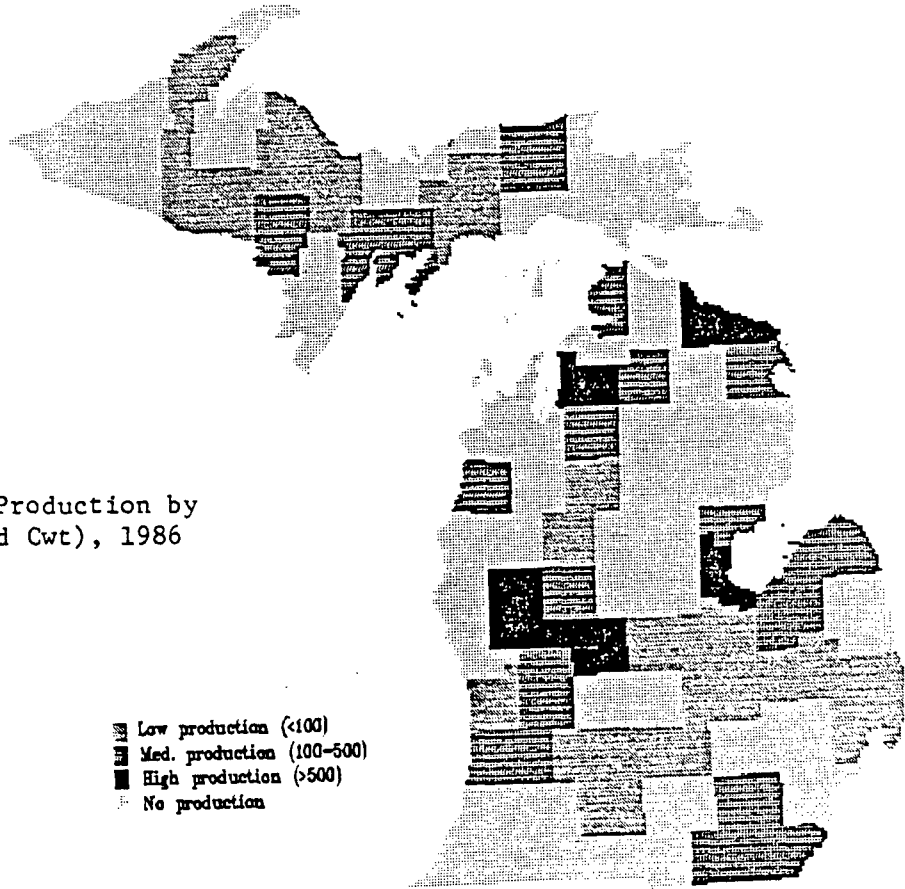 Production by
d Cwt), 1986
Low production (<100)
Med. production (100-500)
High production (>500)
No production